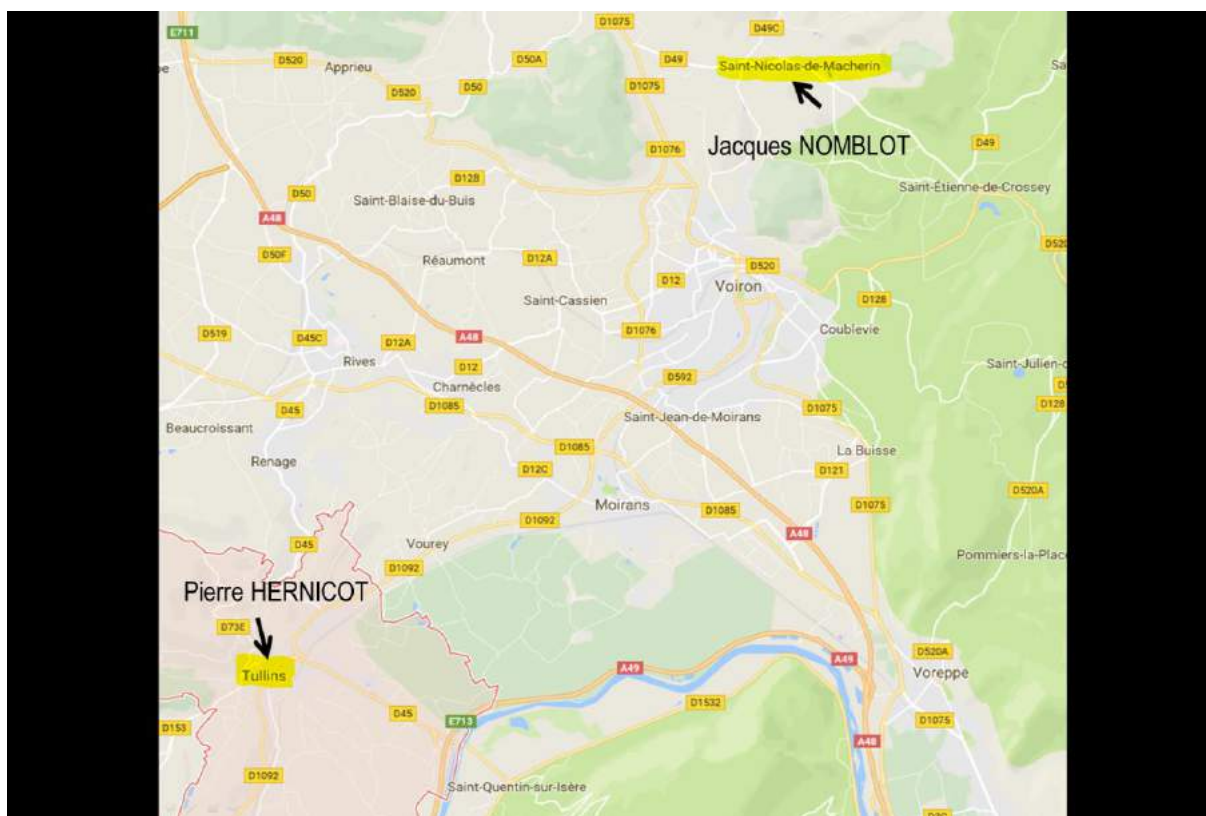 E711
D1075
D49C
D520
Apprieu
D50A
D49
Saint-Nicolas-de-Macherin
D50
D520
D1075
Jacques NOMBLOT
D1076
D49
D50
D12B
Saint-Étienne-de-Crossey
Saint-Blaise-du-Buis
A48
D520
D50F
Réaumont
D12A
D520
D12
Voiron
Saint-Cassien
D128
D519
D45C
D12A
A48
D1076
Coublevie
Rives
D12
D592
Saint-Julien-d
Charnècles
D1085
D128
D45
Saint-Jean-de-Moirans
D1075
Beaucroissant
D1085
La Buisse
Renage
D12C
D121
D520A
Moirans
D1085
D1075
D1092
A48
D45
Vourey
Pommiers-la-Place
D1092
Pierre HERNICOT
D73E
D520A
A49
A49
Voreppe
Tullins
D1532
D45
E713
D1075
D153
A48
D1092
Saint-Quentin-sur-Isère